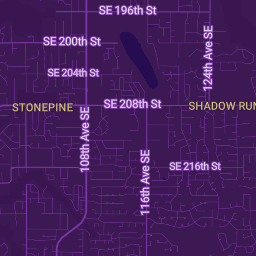 SE 196th St
SE 200th St
124th Ave SE
SE 204th St
STONEPINE
SE 208th St
SHADOW RUN
108th Ave SE
116th Ave SE
SE 216th St